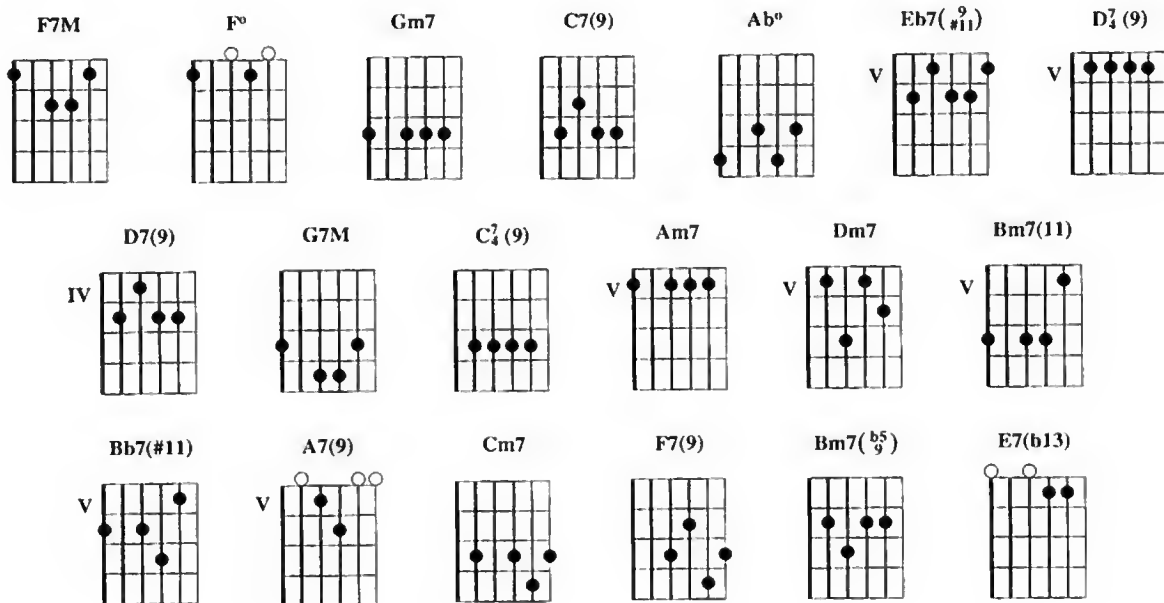 F7M F° Gm7 C7(9) Ab° Eb7(9 #11) D7 4 (9)
V V
D7(9) G7M C7 4 (9) Am7 Dm7 Bm7(11)
IV V V V
Bb7(#11) A7(9) Cm7 F7(9) Bm7(b5 9) E7(b13)
V V